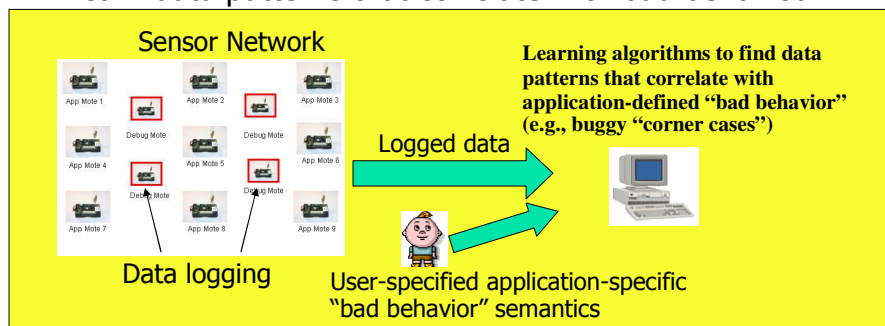 Sensor Network
App Mote 1
App Mote 2
App Mote 3
Debug Mote
Debug Mote
App Mote 4
App Mote 5
App Mote 6
Debug Mote
Debug Mote
App Mote 7
App Mote 8
App Mote 9
Data logging
Logged data
Learning algorithms to find data
patterns that correlate with
application-defined “bad behavior”
(e.g., buggy “corner cases”)
User-specified application-specific
“bad behavior” semantics